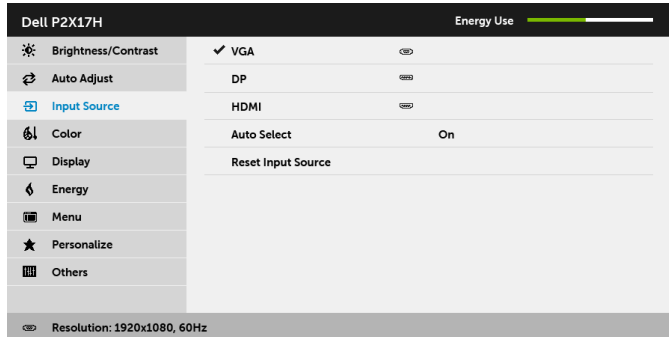 Dell P2X17H
Energy Use
Brightness/Contrast
VGA
Auto Adjust
DP
Input Source
HDMI
Color
Auto Select On
Display
Reset Input Source
Energy
Menu
Personalize
Others
Resolution: 1920x1080, 60Hz